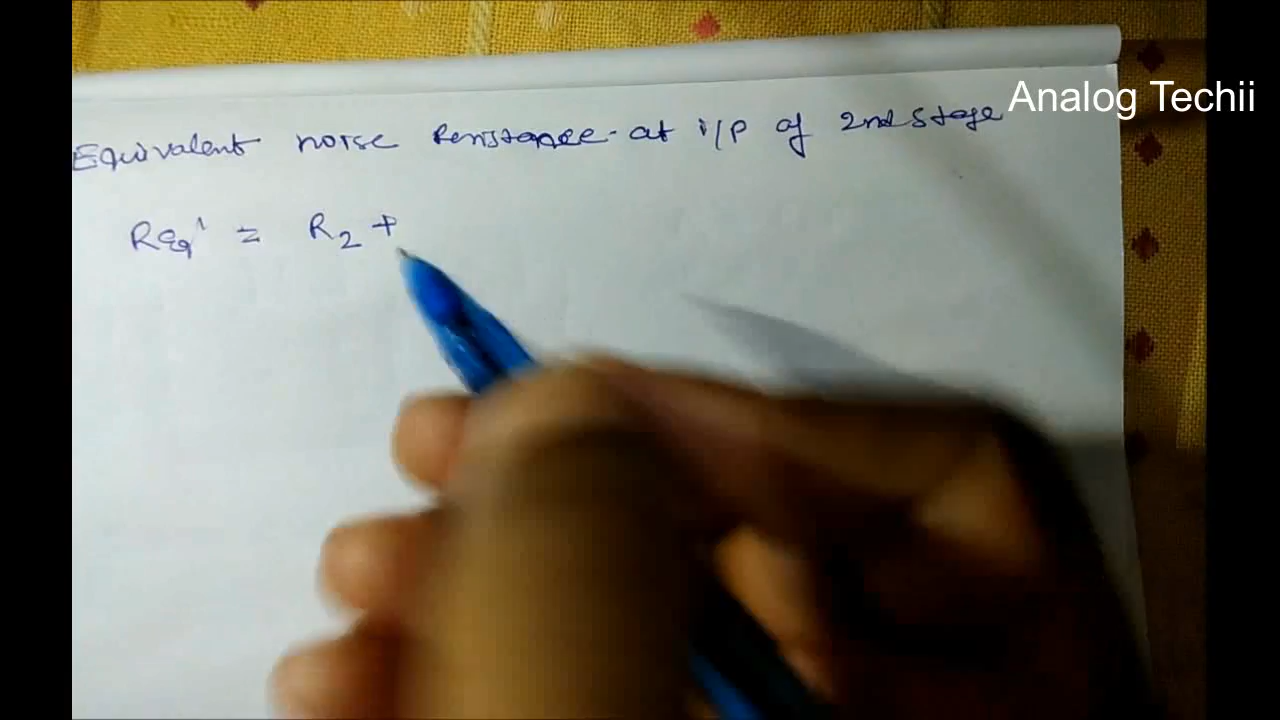 Analog Techii
Equivalent noise Resistance at i/p of 2nd stage
Req' = R2 +